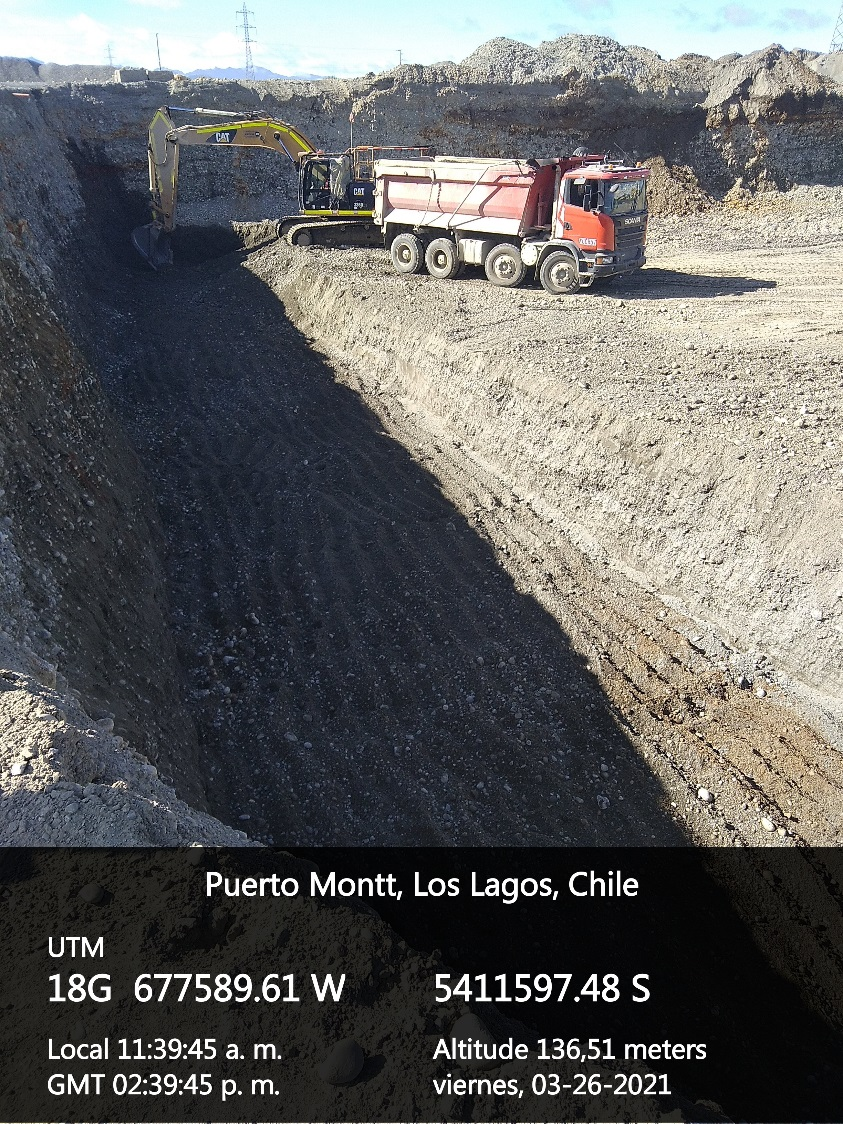 CAT
CAT
SCANIA
Puerto Montt, Los Lagos, Chile
UTM
18G 677589.61 W 5411597.48 S
Local 11:39:45 a. m. Altitude 136,51 meters
GMT 02:39:45 p. m. viernes, 03-26-2021